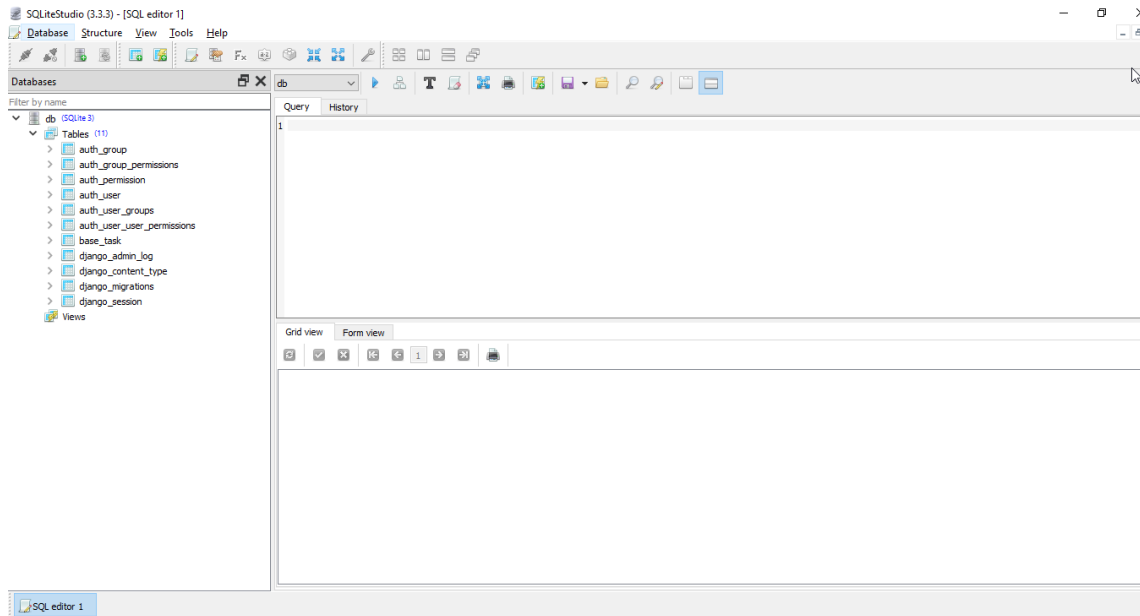 SQLiteStudio (3.3.3) - [SQL editor 1]
Database Structure View Tools Help
Databases
db
Filter by name
Query History
db (SQLite 3)
1
Tables (11)
auth_group
auth_group_permissions
auth_permission
auth_user
auth_user_groups
auth_user_user_permissions
base_task
django_admin_log
django_content_type
django_migrations
django_session
Views
Grid view Form view
1
SQL editor 1